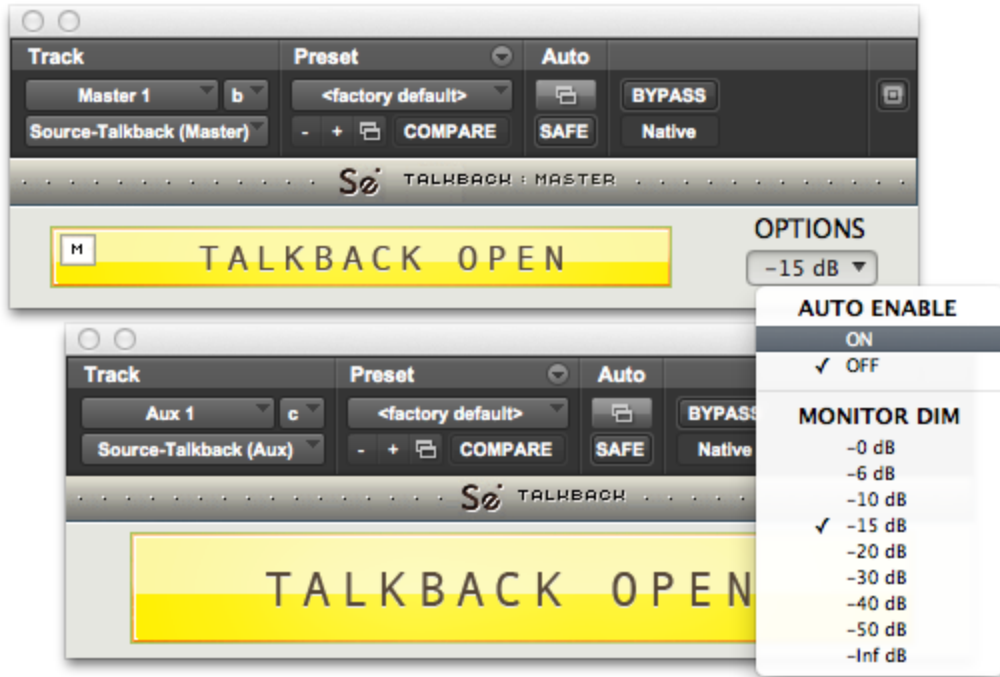 Track Preset Auto
Master 1 b <factory default> BYPASS
Source-Talkback (Master) - + COMPARE SAFE Native
Se TALKBACK : MASTER
OPTIONS
M TALKBACK OPEN
-15 dB
AUTO ENABLE
ON
✓ OFF
MONITOR DIM
-0 dB
-6 dB
-10 dB
✓ -15 dB
-20 dB
-30 dB
-40 dB
-50 dB
-Inf dB
Track Preset Auto
Aux 1 c <factory default> BYPASS
Source-Talkback (Aux) - + COMPARE SAFE Native
Se TALKBACK
TALKBACK OPEN